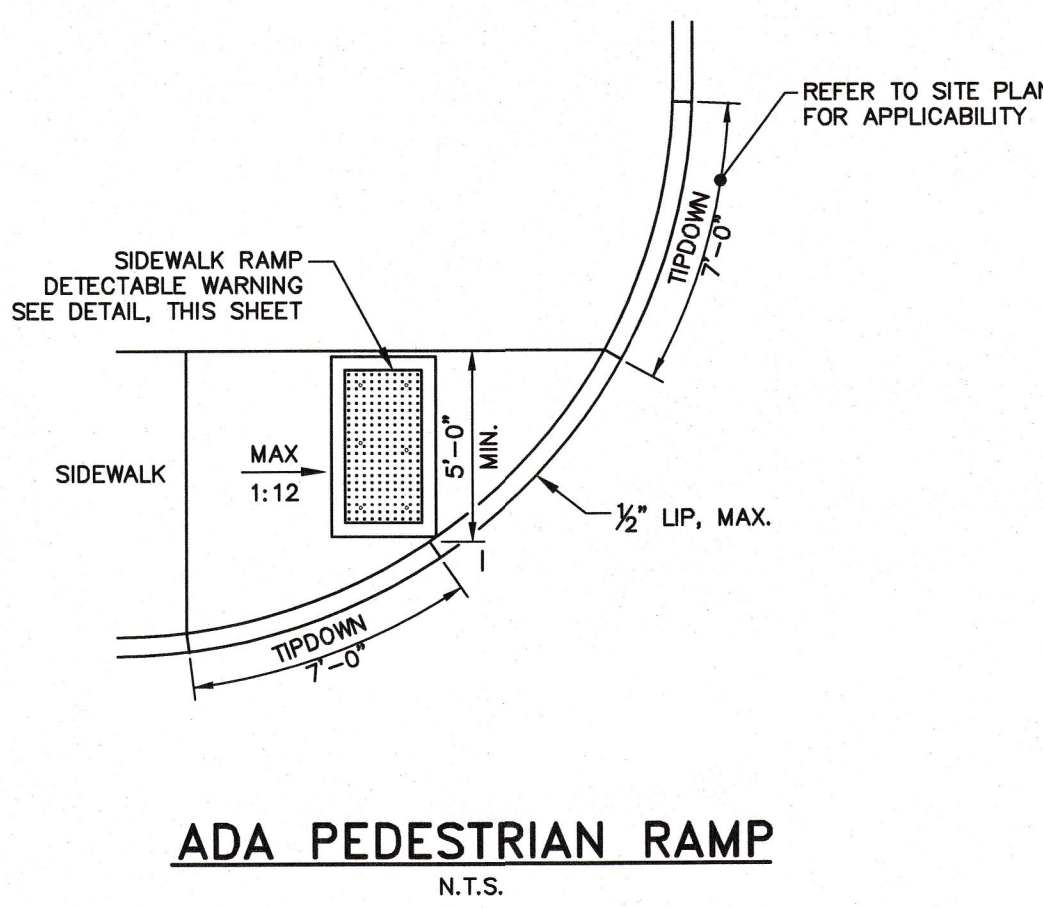 REFER TO SITE PLAN
FOR APPLICABILITY
TIPDOWN
7'-0"
SIDEWALK RAMP
DETECTABLE WARNING
SEE DETAIL, THIS SHEET
SIDEWALK
MAX
1:12
5'-0"
MIN.
½" LIP, MAX.
TIPDOWN
7'-0"
ADA PEDESTRIAN RAMP
N.T.S.